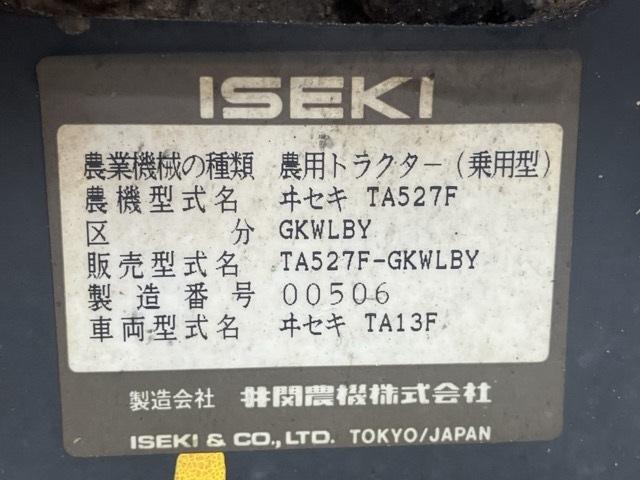 ISEKI
農業機械の種類 農用トラクター(乗用型)
農機型式名 ヰセキ TA527F
区分 GKWLBY
販売型式名 TA527F-GKWLBY
製造番号 00506
車両型式名 ヰセキ TA13F
製造会社 井関農機株式会社
ISEKI & CO., LTD. TOKYO/JAPAN